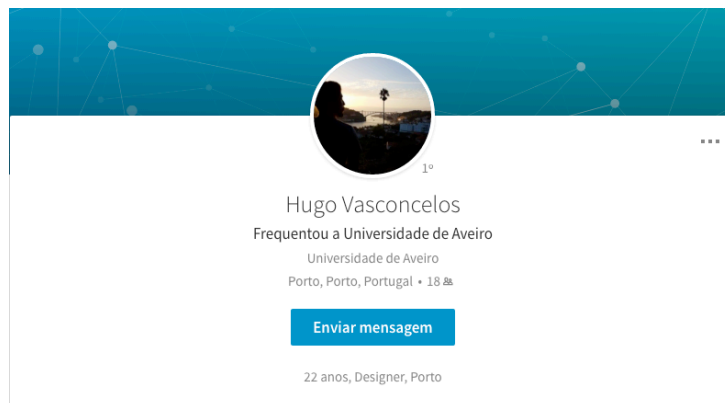 1º
Hugo Vasconcelos
Frequentou a Universidade de Aveiro
Universidade de Aveiro
Porto, Porto, Portugal • 18
Enviar mensagem
22 anos, Designer, Porto